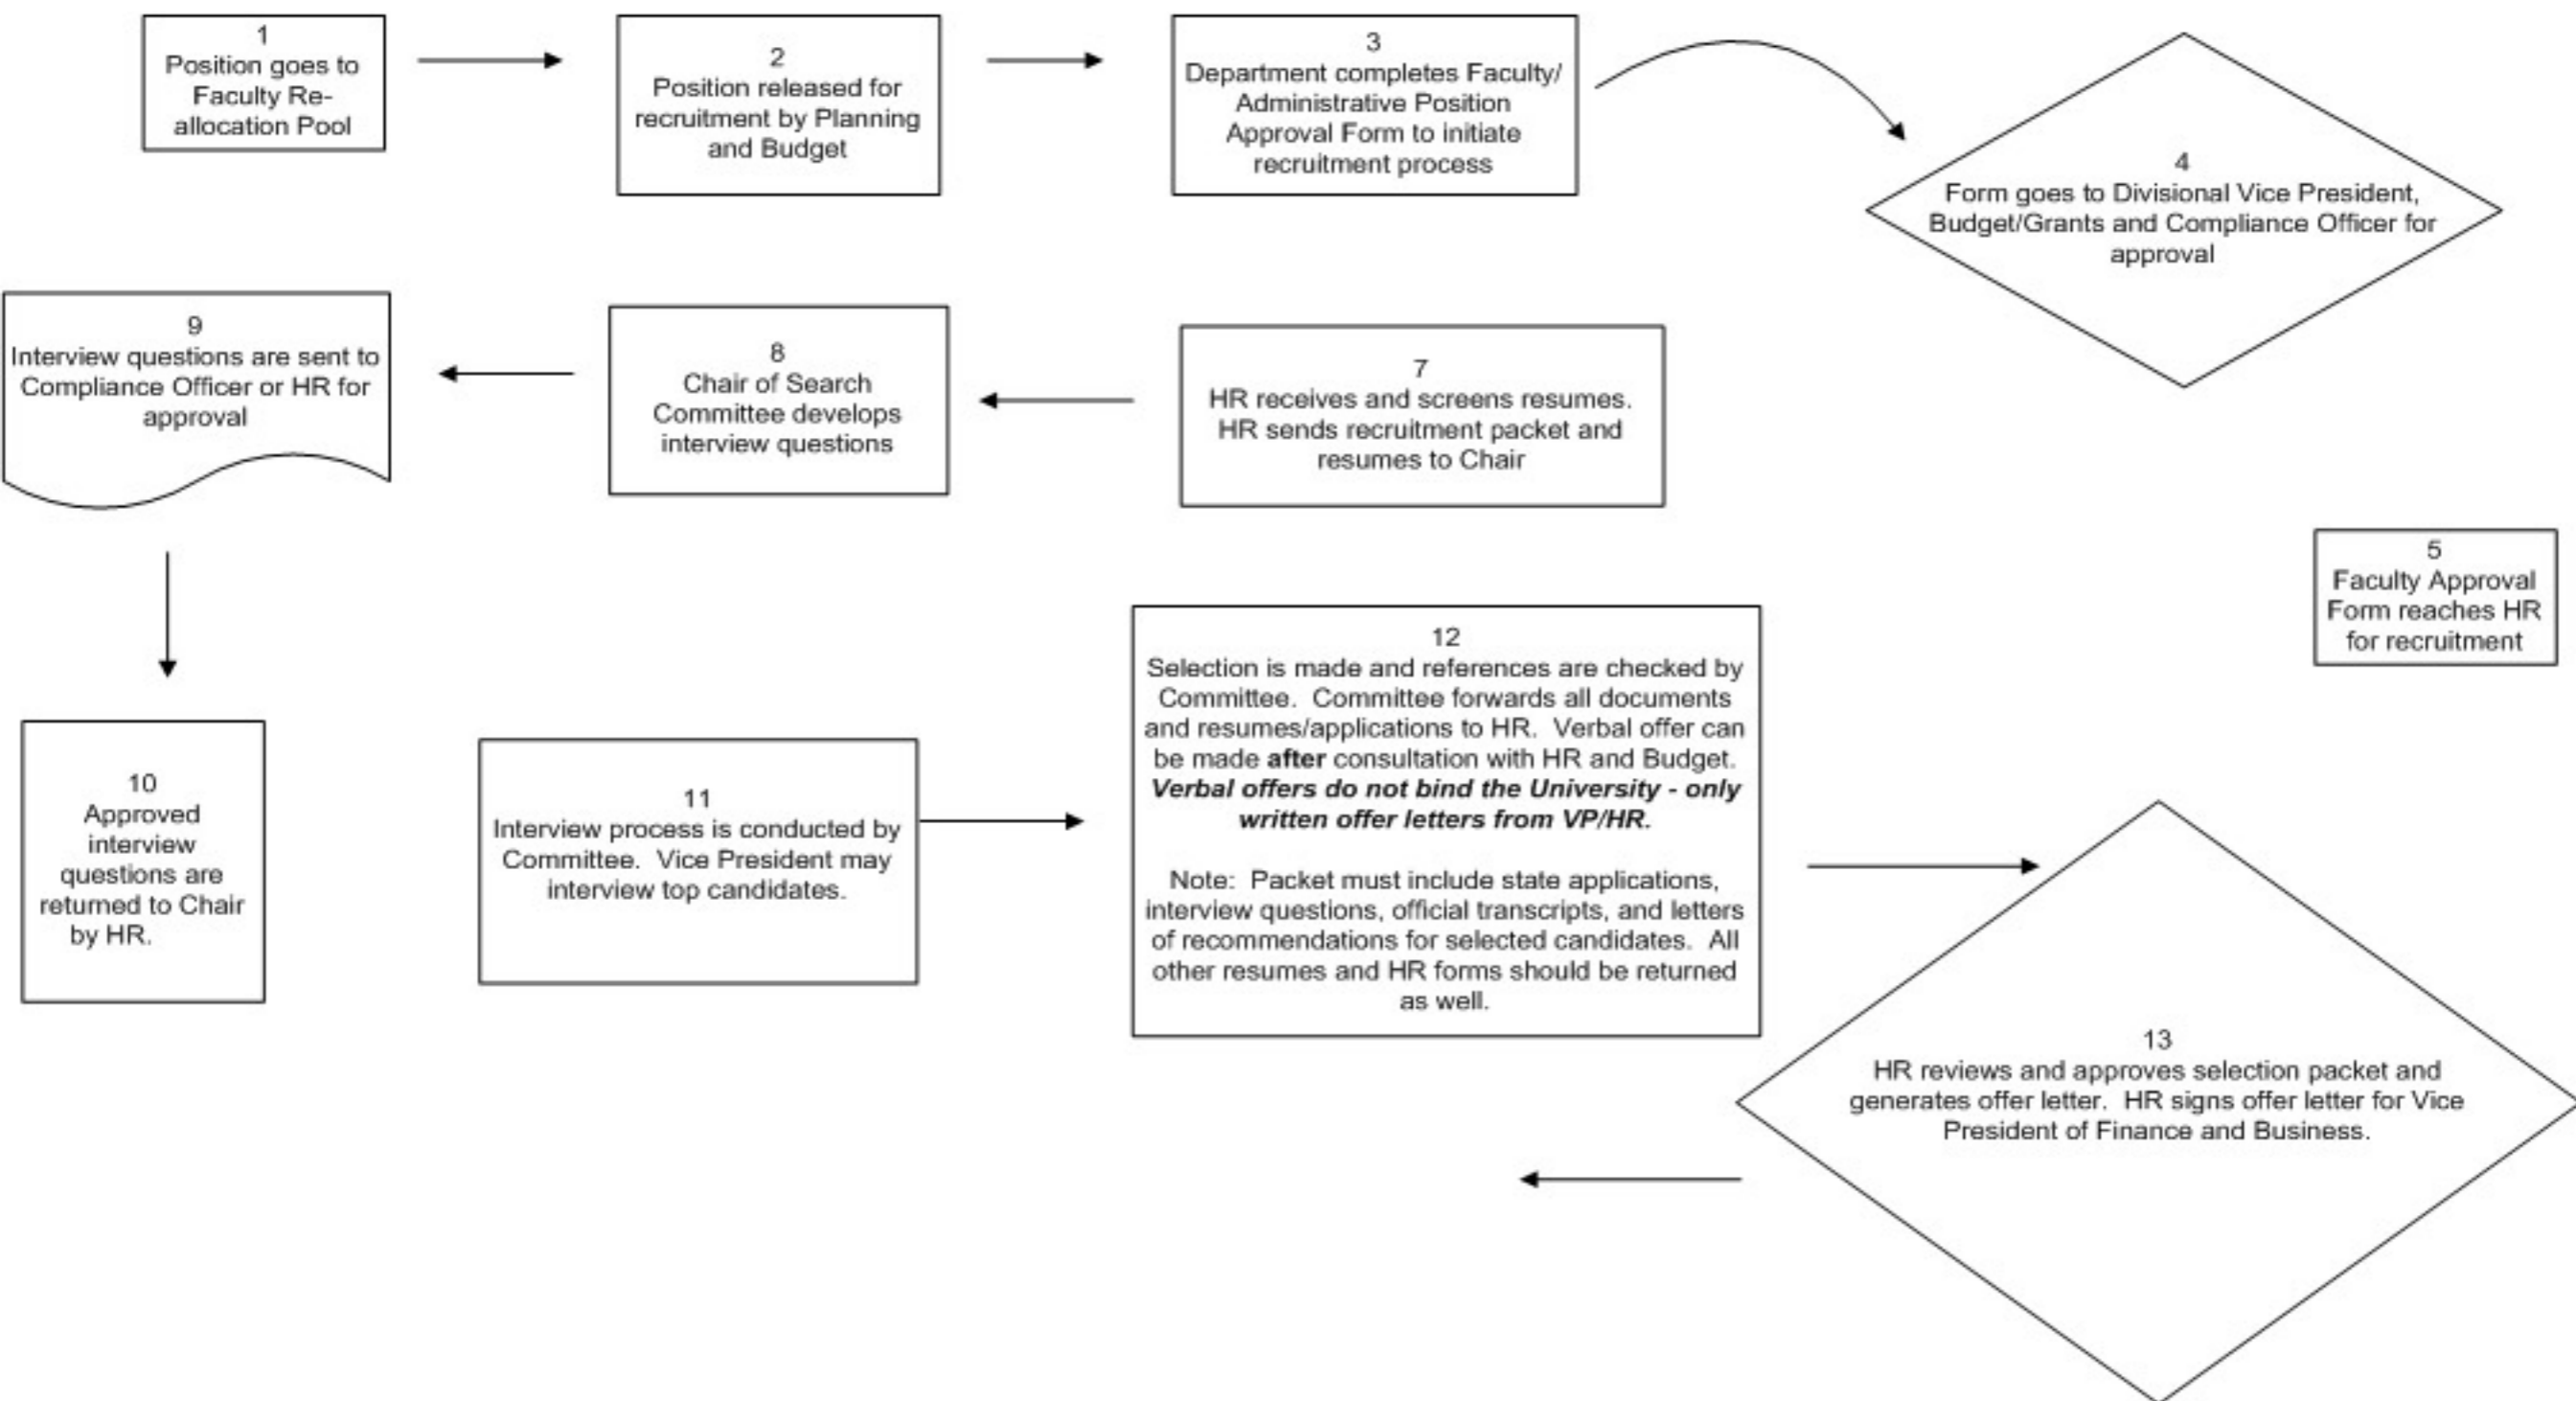 1
Position goes to
Faculty Re-
allocation Pool
2
Position released for
recruitment by Planning
and Budget
3
Department completes Faculty/
Administrative Position
Approval Form to initiate
recruitment process
4
Form goes to Divisional Vice President,
Budget/Grants and Compliance Officer for
approval
9
Interview questions are sent to
Compliance Officer or HR for
approval
8
Chair of Search
Committee develops
interview questions
7
HR receives and screens resumes.
HR sends recruitment packet and
resumes to Chair
5
Faculty Approval
Form reaches HR
for recruitment
10
Approved
interview
questions are
returned to Chair
by HR.
11
Interview process is conducted by
Committee.  Vice President may
interview top candidates.
12
Selection is made and references are checked by
Committee.  Committee forwards all documents
and resumes/applications to HR.  Verbal offer can
be made after consultation with HR and Budget.
Verbal offers do not bind the University - only
written offer letters from VP/HR.
Note:  Packet must include state applications,
interview questions, official transcripts, and letters
of recommendations for selected candidates.  All
other resumes and HR forms should be returned
as well.
13
HR reviews and approves selection packet and
generates offer letter.  HR signs offer letter for Vice
President of Finance and Business.